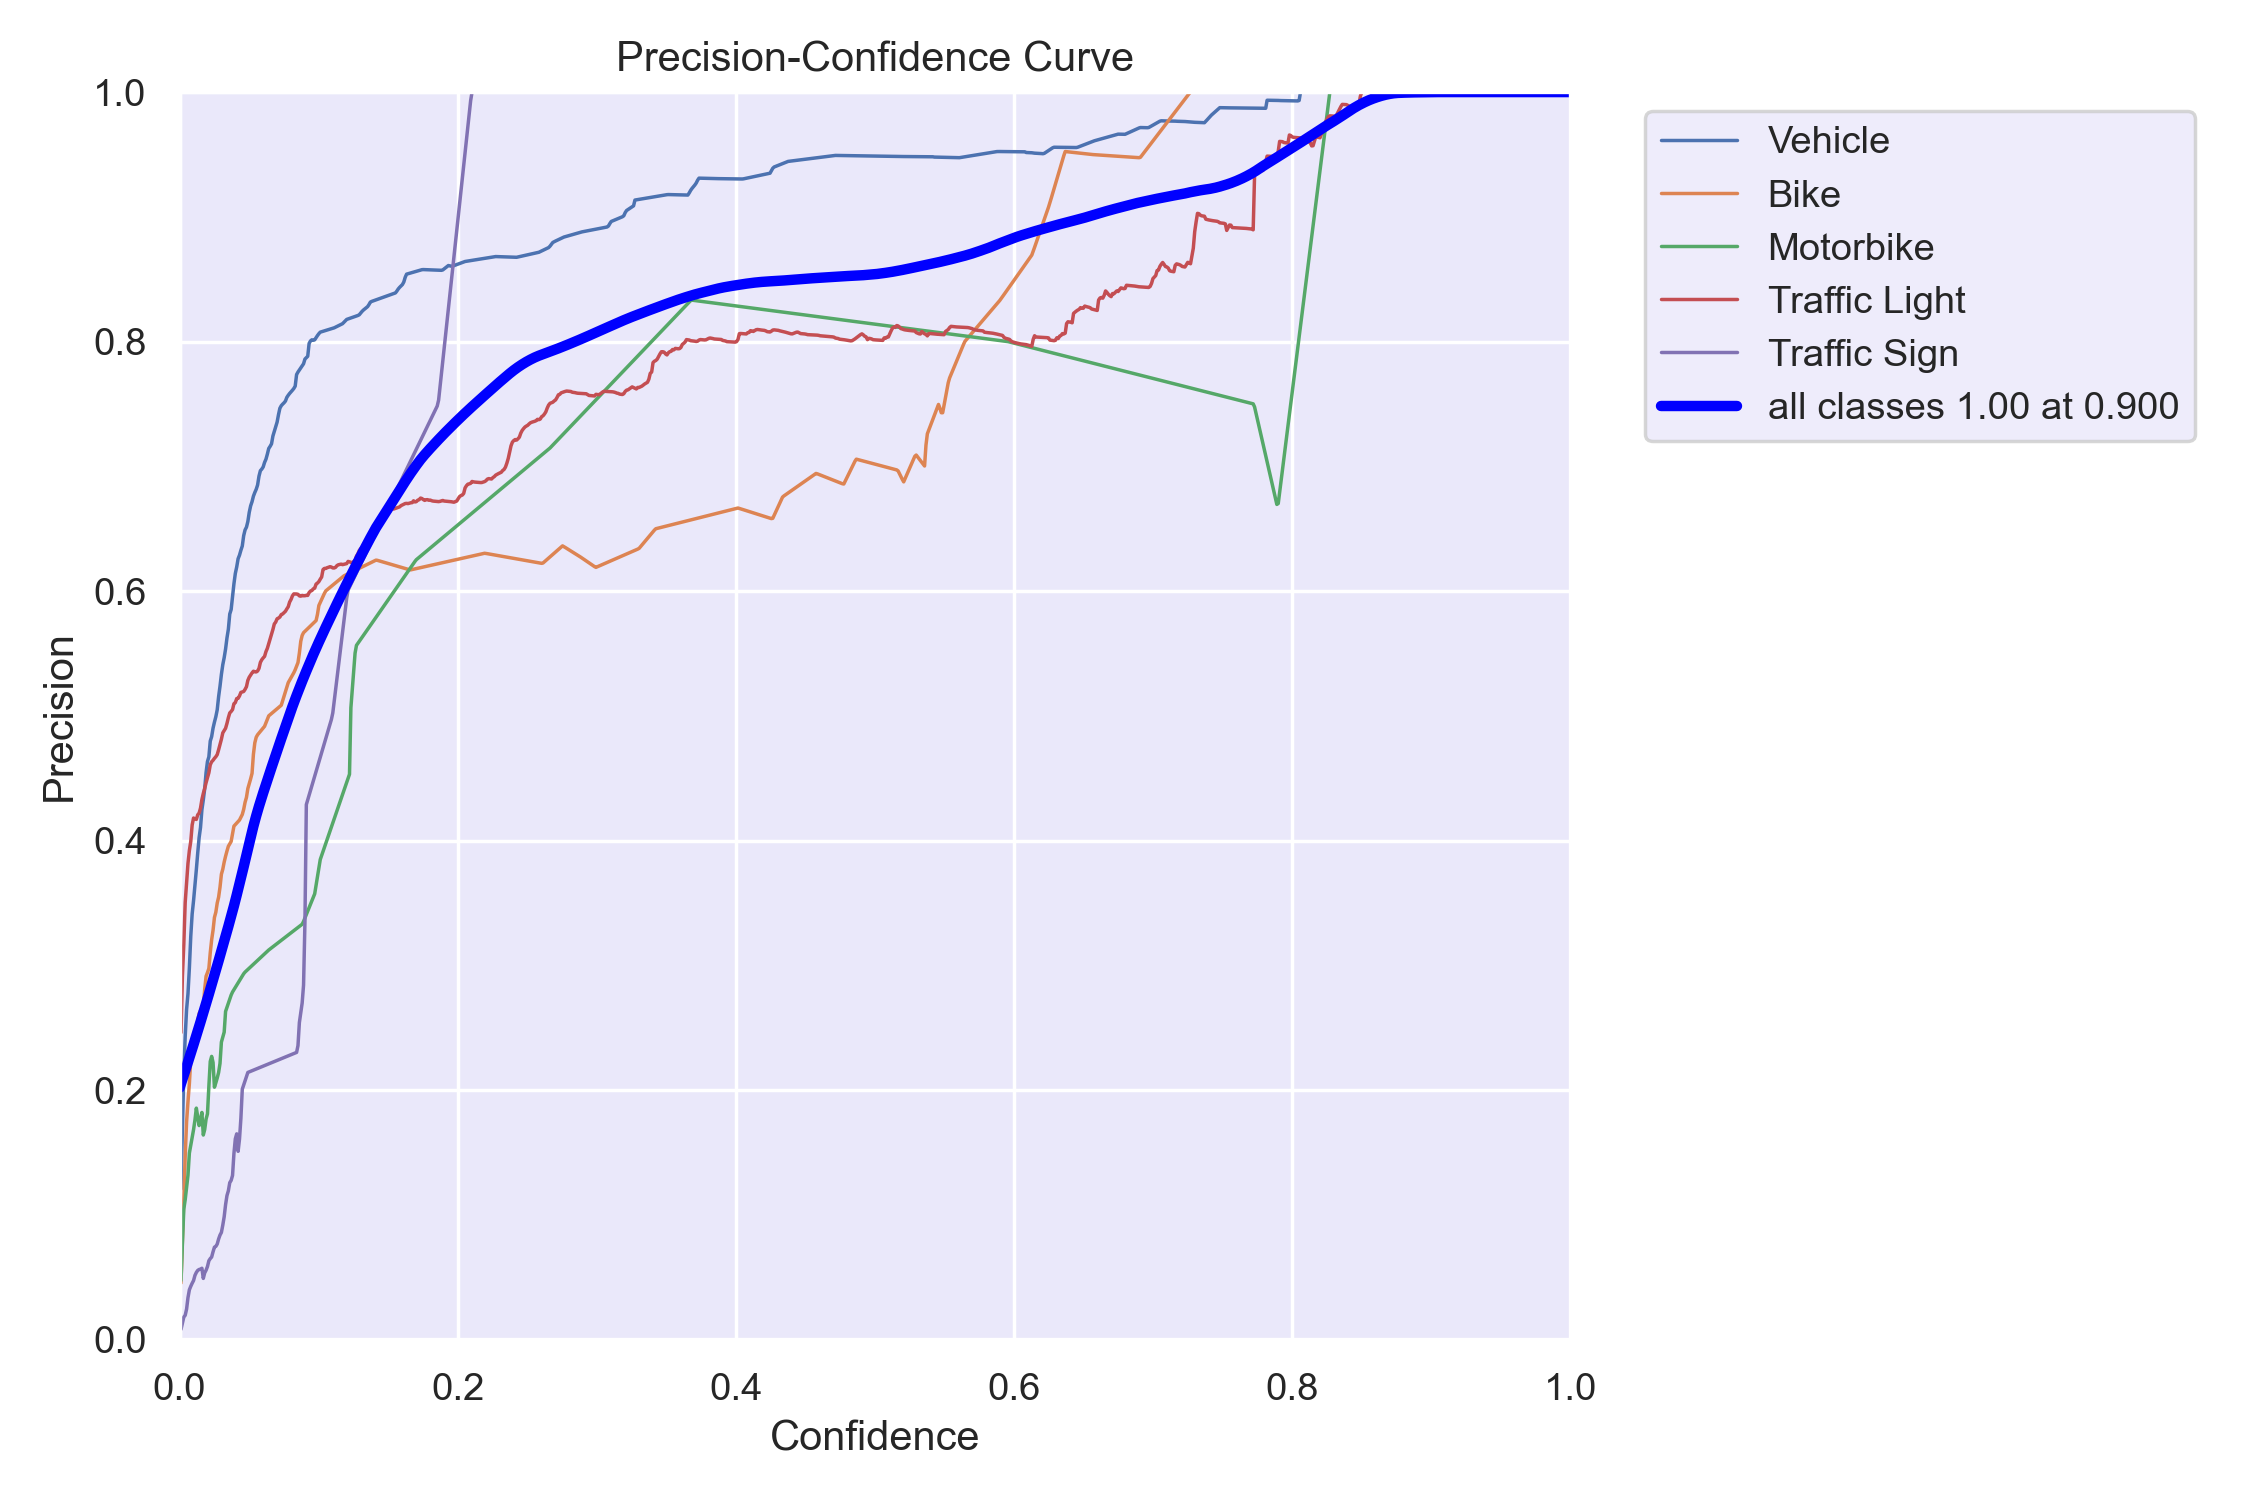 Precision-Confidence Curve
1.0
0.8
0.6
0.4
0.2
0.0
Precision
0.0 0.2 0.4 0.6 0.8 1.0
Confidence
Vehicle
Bike
Motorbike
Traffic Light
Traffic Sign
all classes 1.00 at 0.900